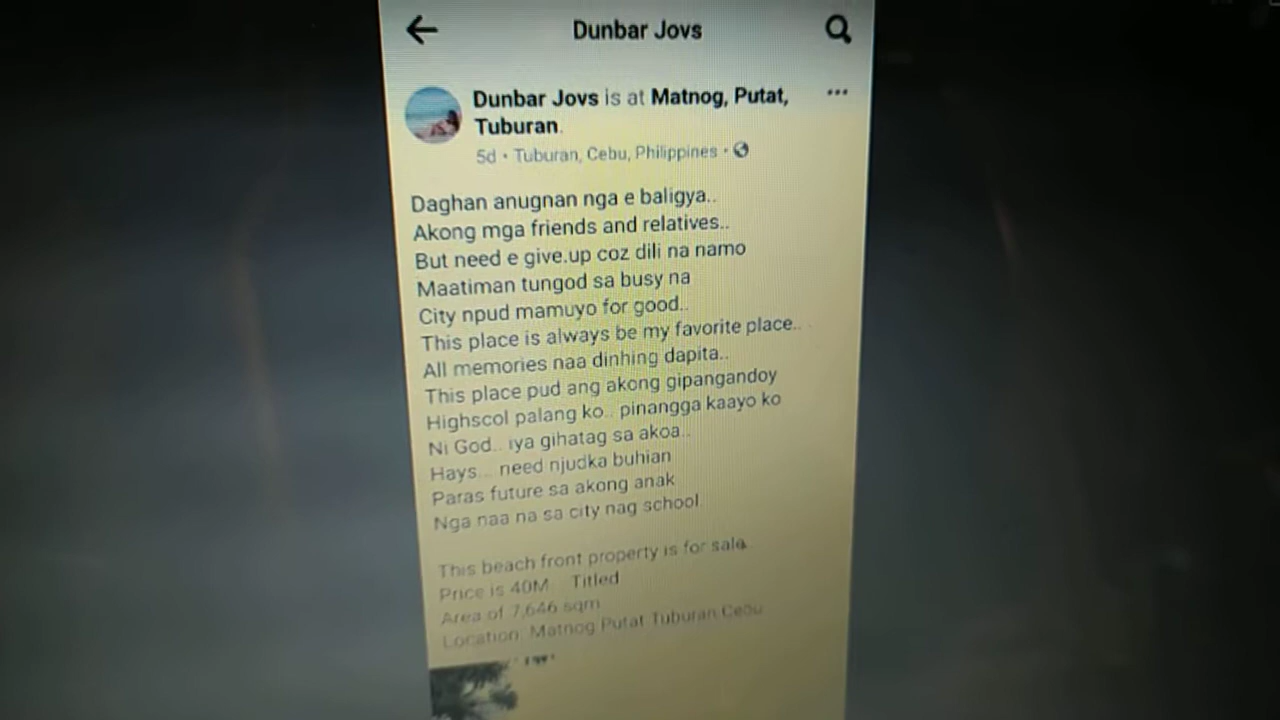 Dunbar Jovs
Dunbar Jovs is at Matnog, Putat,
Tuburan.
5d · Tuburan, Cebu, Philippines ·
Daghan anugnan nga e baligya..
Akong mga friends and relatives..
But need e give.up coz dili na namo
Maatiman tungod sa busy na
City npud mamuyo for good..
This place is always be my favorite place..
All memories naa dinhing dapita..
This place pud ang akong gipangandoy
Highscol palang ko.. pinangga kaayo ko
Ni God.. iya gihatag sa akoa..
Hays... need njudka buhian
Paras future sa akong anak
Nga naa na sa city nag school
This beach front property is for sale
Price is 40M Titled
Area of 7,646 sqm
Location: Matnog Putat Tuburan Cebu